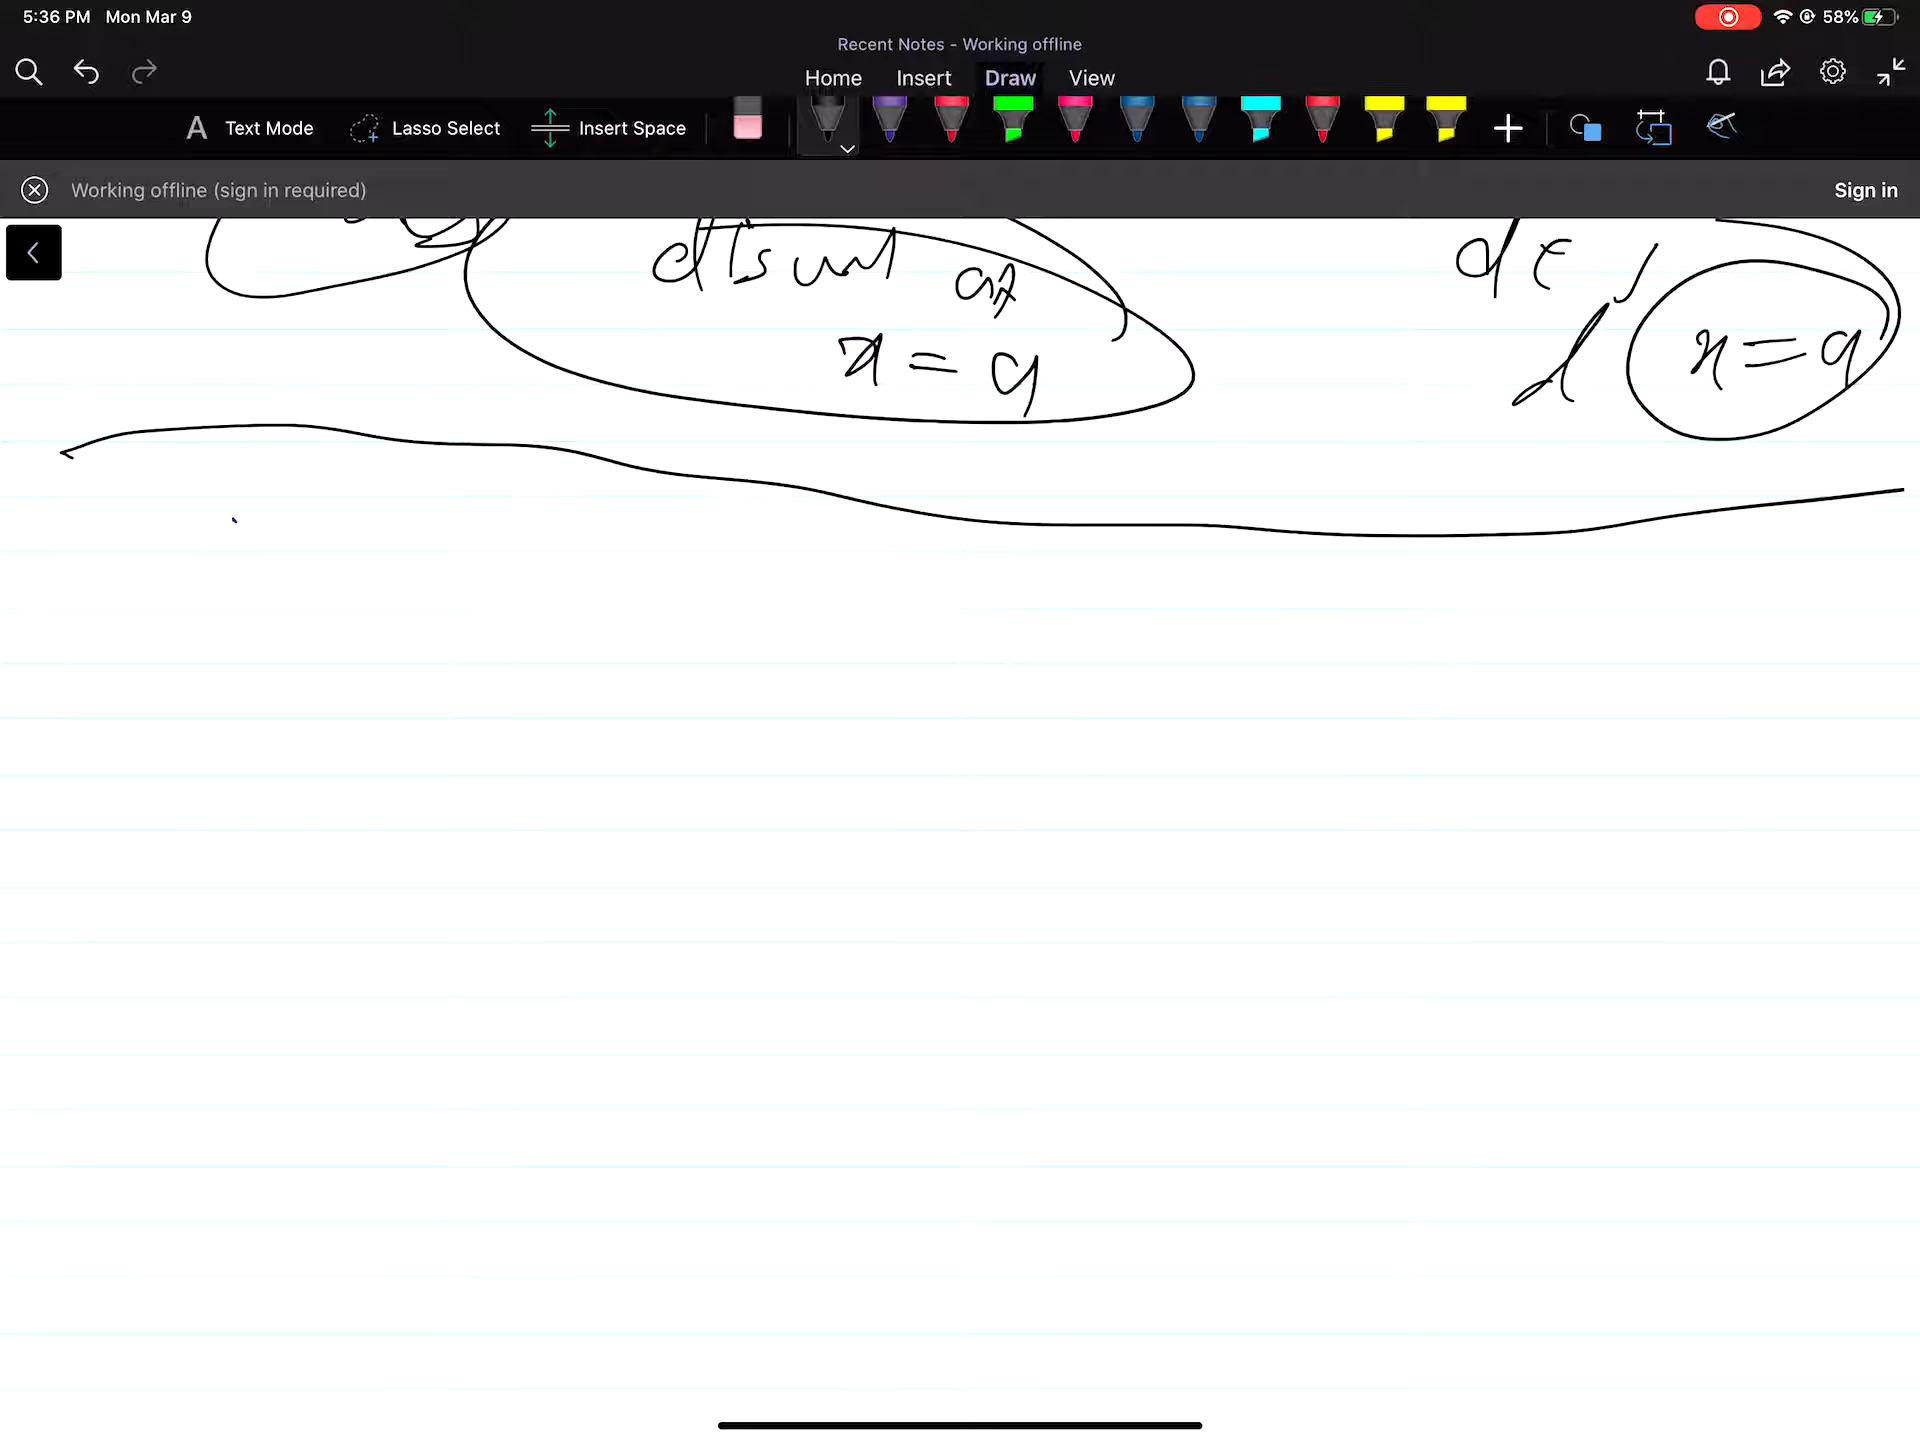 5:36 PM Mon Mar 9
58%
Recent Notes - Working offline
Home Insert Draw View
Text Mode Lasso Select Insert Space
Working offline (sign in required) Sign in
at
x = a
x = a